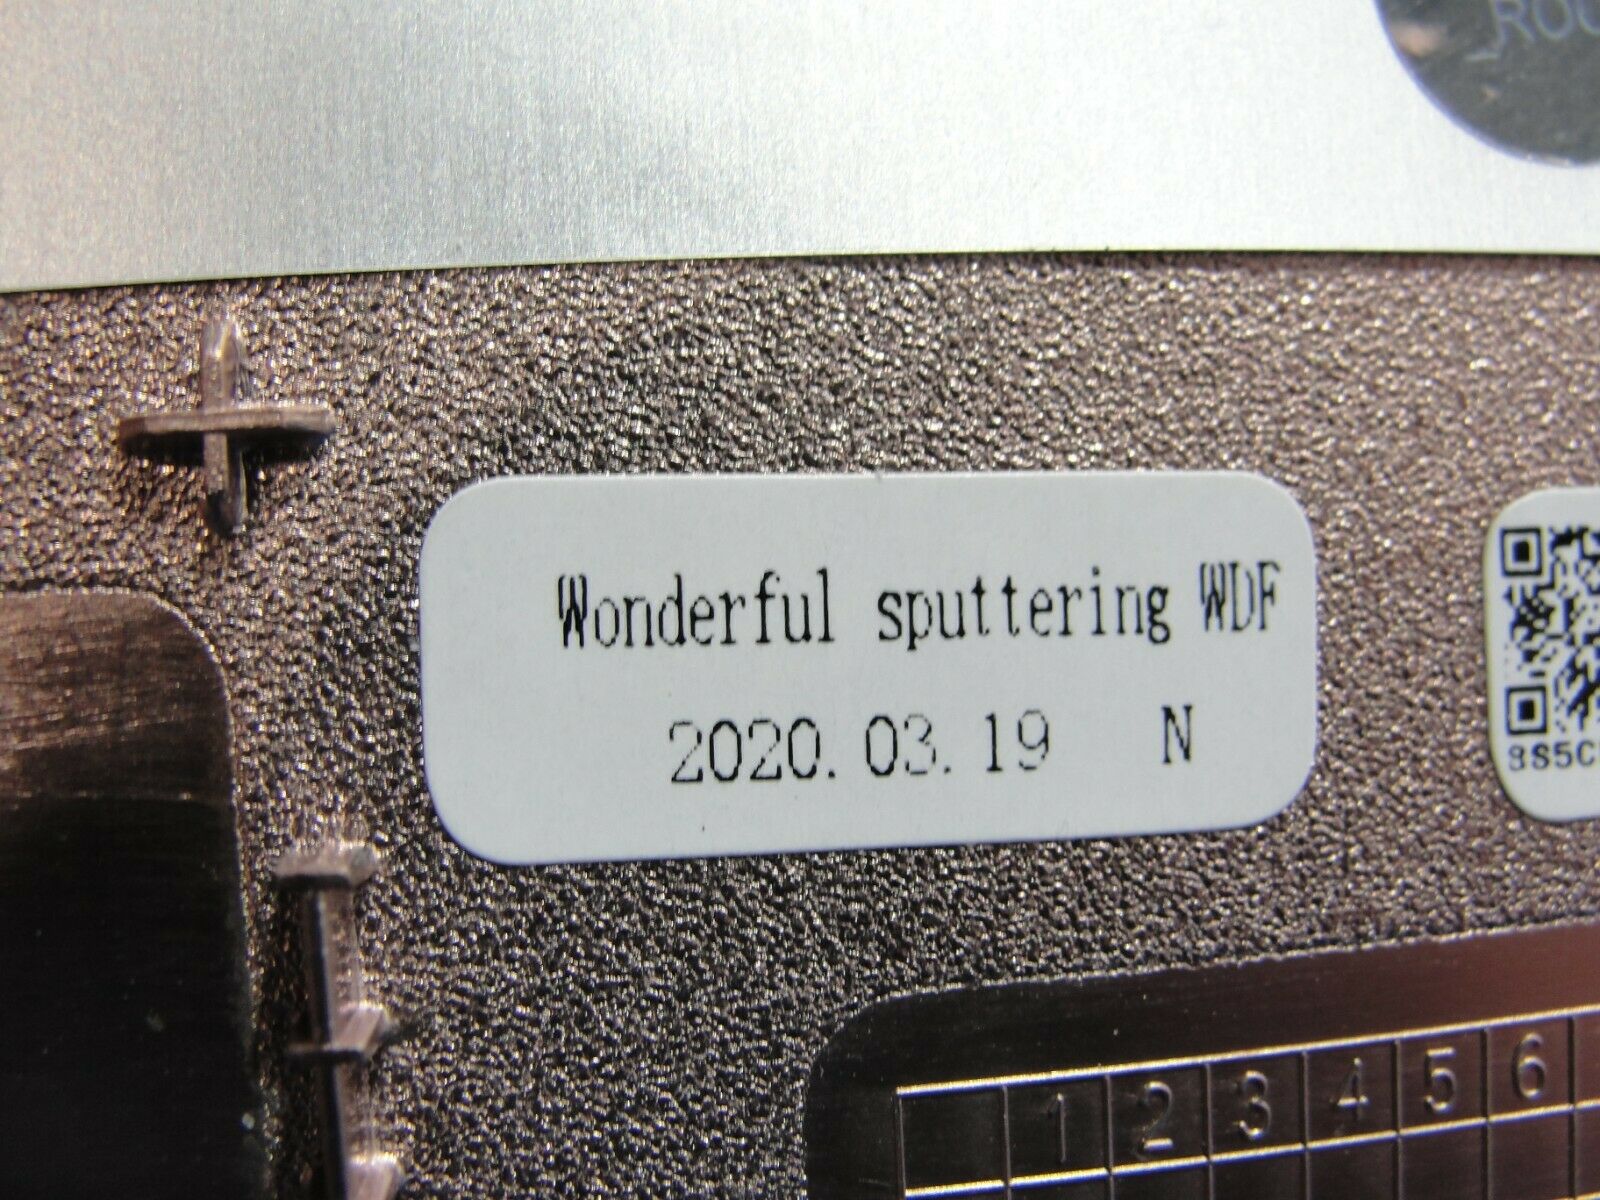 Wonderful sputtering WDF
2020.03.19 N
1 2 3 4 5 6